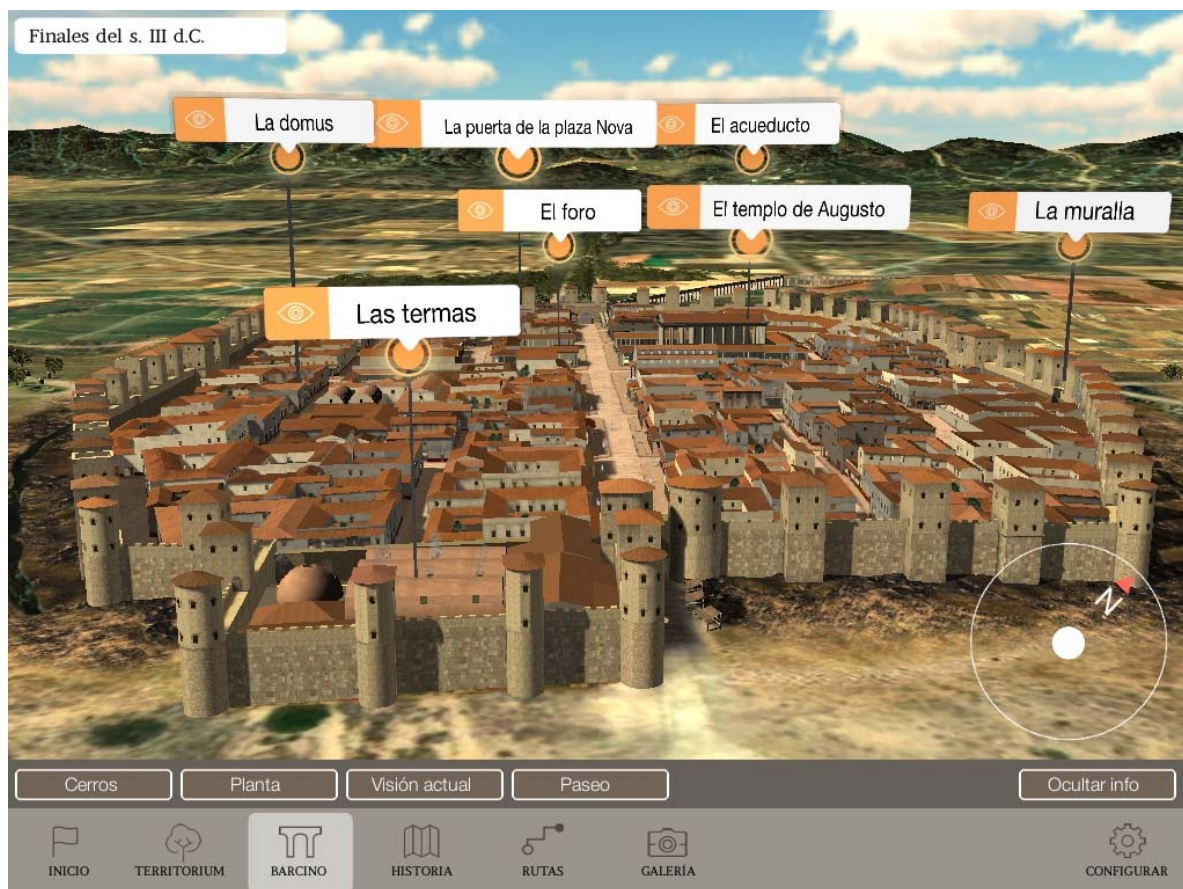 Finales del s. III d.C.
La domus
La puerta de la plaza Nova
El acueducto
El foro
El templo de Augusto
La muralla
Las termas
N
Cerros
Planta
Visión actual
Paseo
Ocultar info
INICIO
TERRITORIUM
BARCINO
HISTORIA
RUTAS
GALERÍA
CONFIGURAR